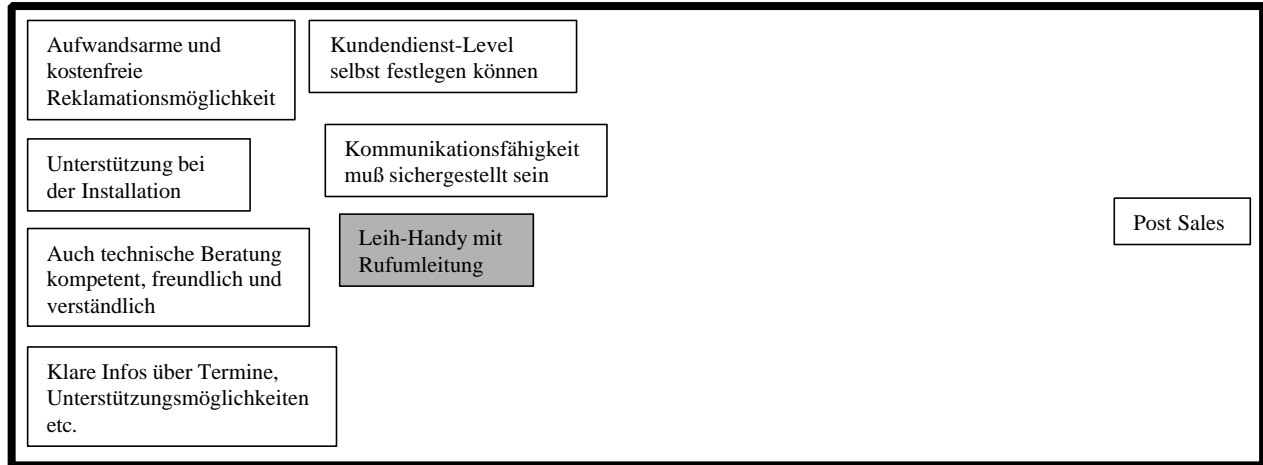 Aufwandsarme und
kostenfreie
Reklamationsmöglichkeit
Kundendienst-Level
selbst festlegen können
Unterstützung bei
der Installation
Kommunikationsfähigkeit
muß sichergestellt sein
Auch technische Beratung
kompetent, freundlich und
verständlich
Leih-Handy mit
Rufumleitung
Klare Infos über Termine,
Unterstützungsmöglichkeiten
etc.
Post Sales